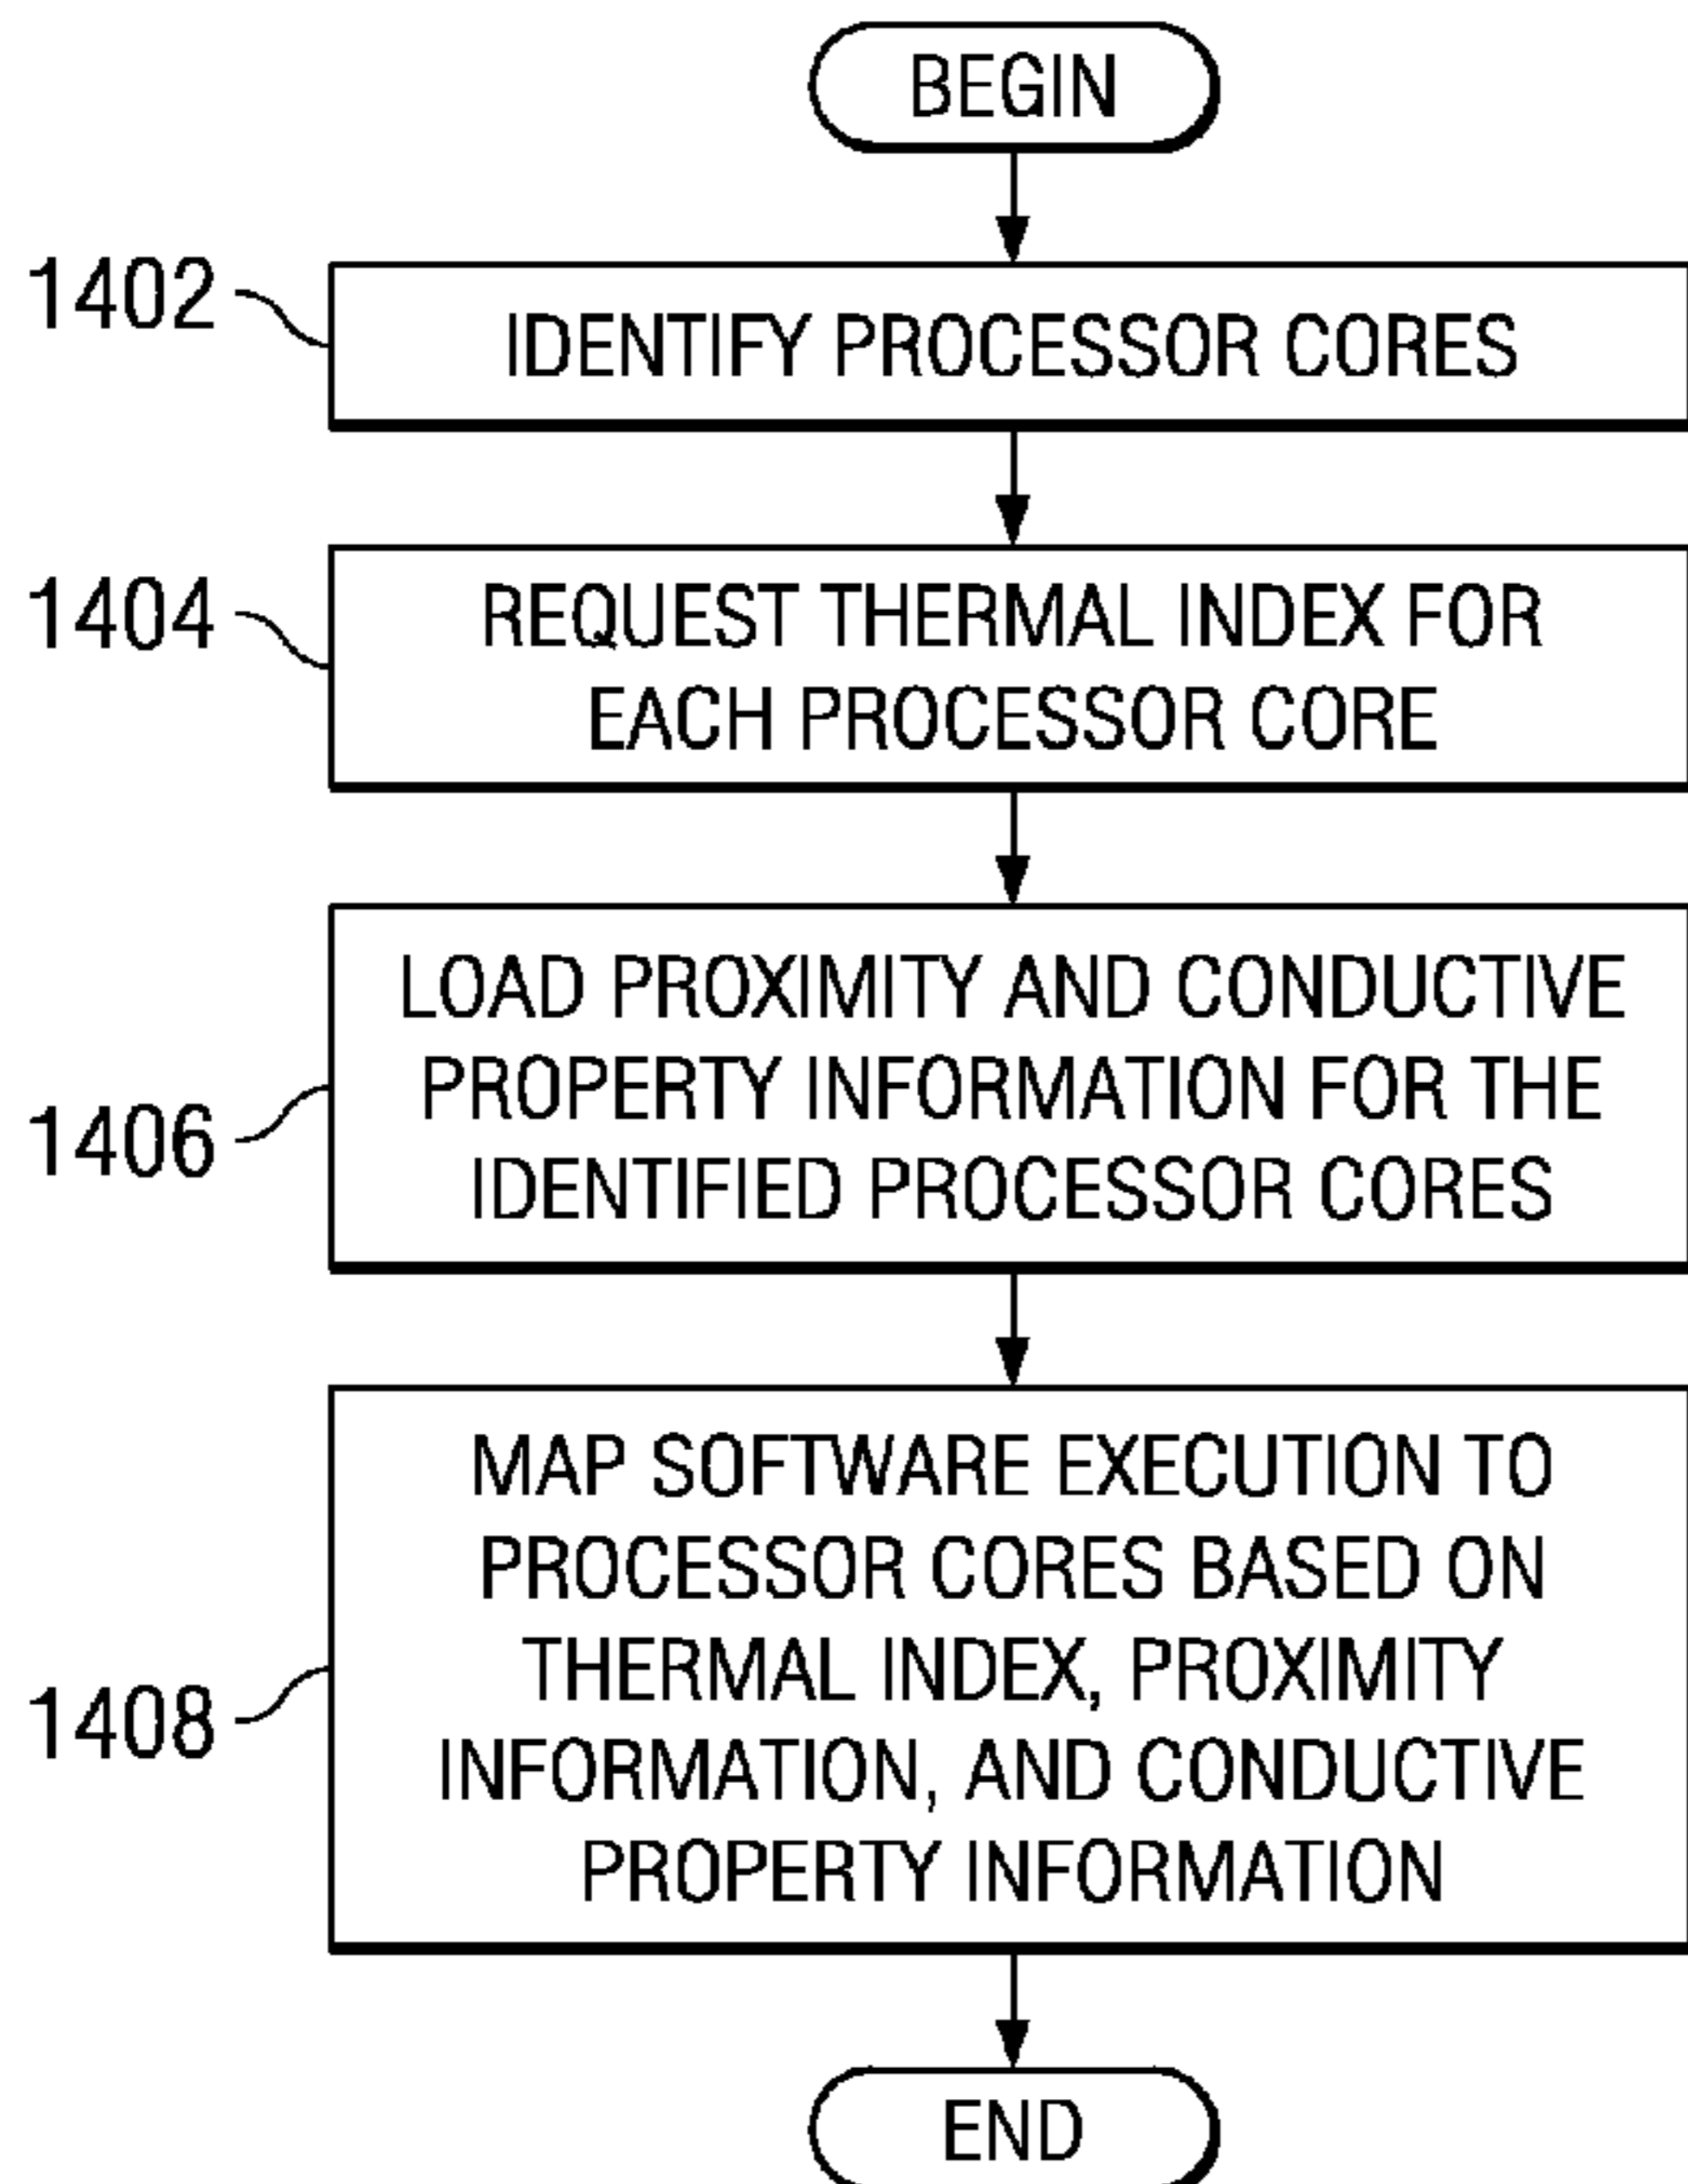 BEGIN
1402
IDENTIFY PROCESSOR CORES
1404
REQUEST THERMAL INDEX FOR
EACH PROCESSOR CORE
1406
LOAD PROXIMITY AND CONDUCTIVE
PROPERTY INFORMATION FOR THE
IDENTIFIED PROCESSOR CORES
1408
MAP SOFTWARE EXECUTION TO
PROCESSOR CORES BASED ON
THERMAL INDEX, PROXIMITY
INFORMATION, AND CONDUCTIVE
PROPERTY INFORMATION
END